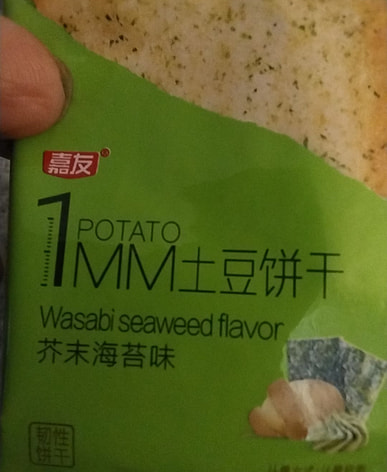 嘉友
1
POTATO
MM土豆饼干
Wasabi seaweed flavor
芥末海苔味
韧性
饼干